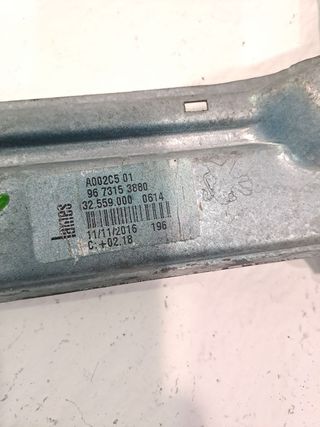 A002C5 01
96 7315 3880
32.559.000 0614
11/11/2016 196
C.+02.18
lames